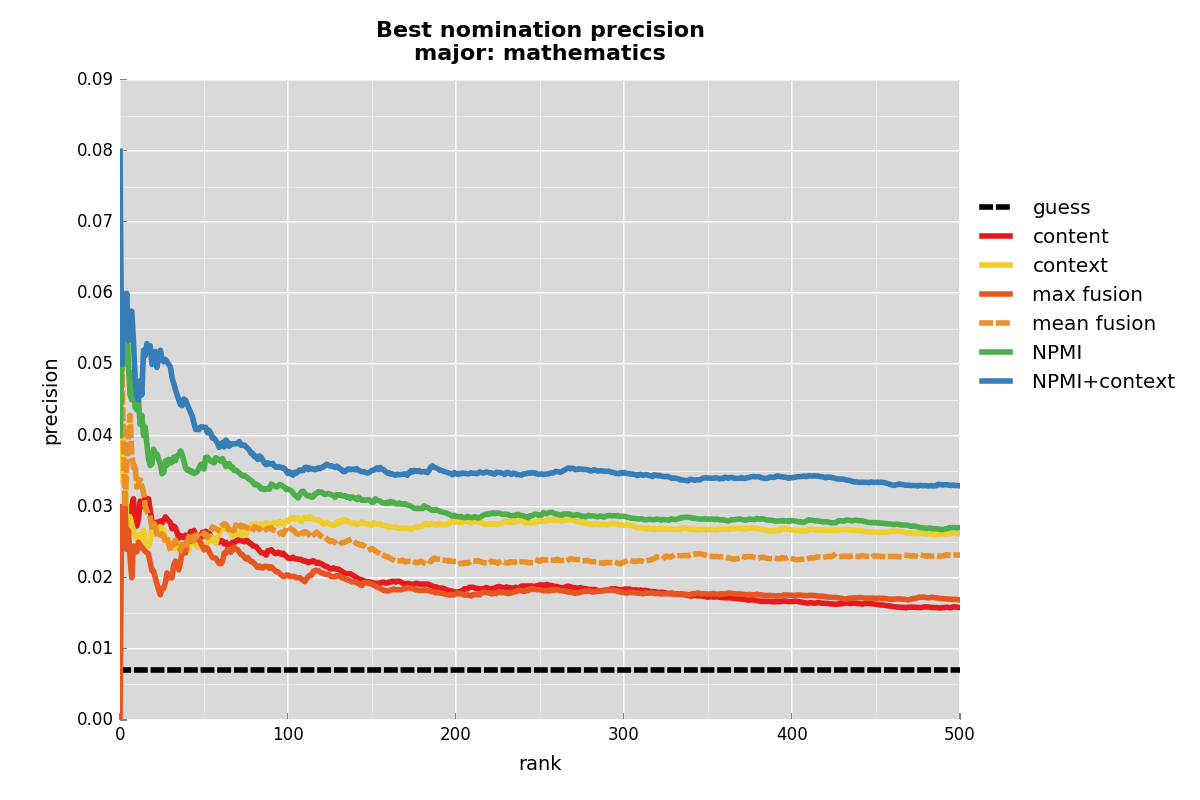 Best nomination precision
major: mathematics
precision
0.09
0.08
0.07
0.06
0.05
0.04
0.03
0.02
0.01
0.00
0
100
200
300
400
500
rank
guess
content
context
max fusion
mean fusion
NPMI
NPMI+context